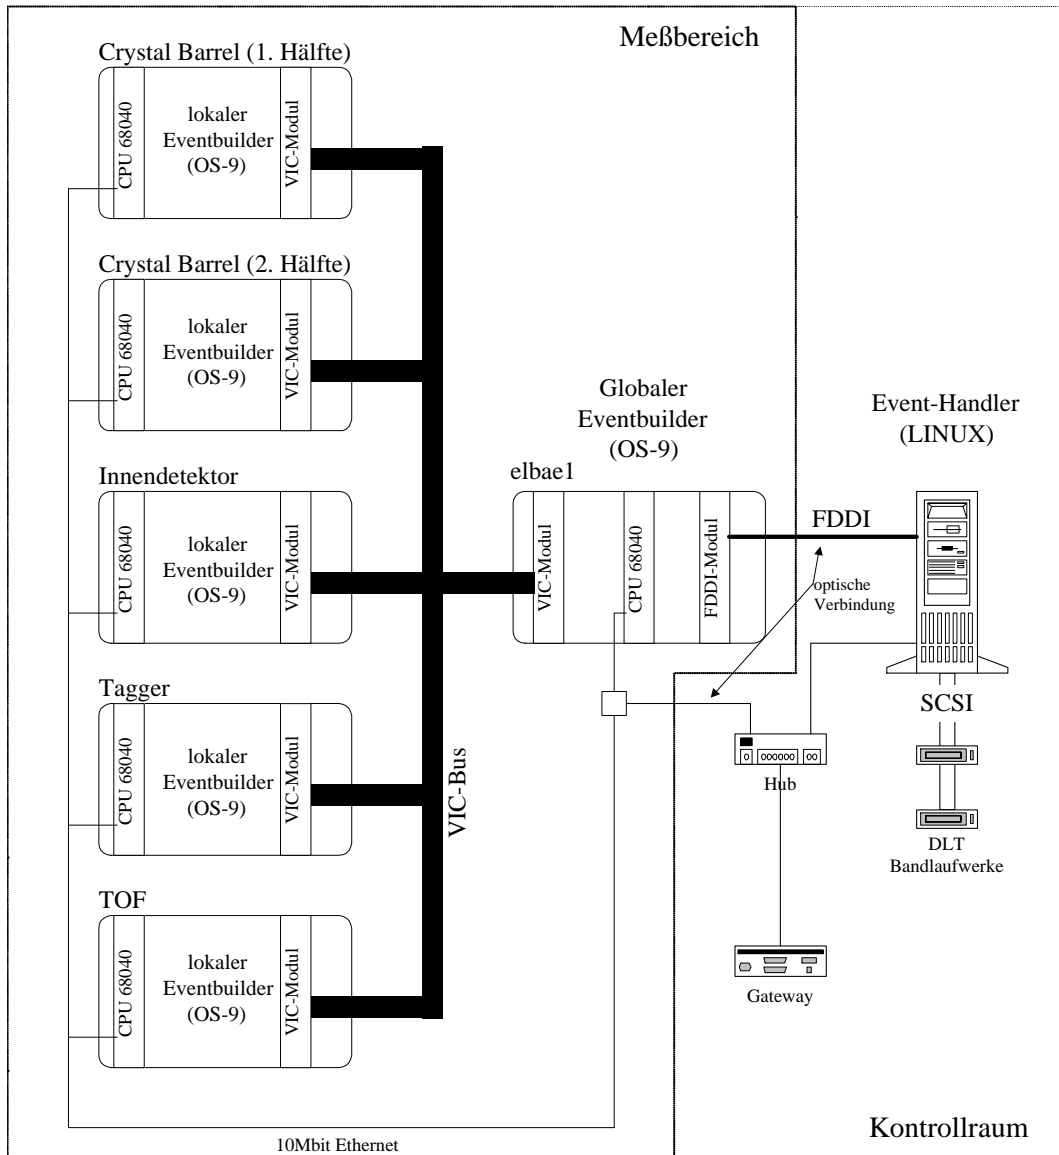 Meßbereich
Crystal Barrel (1. Hälfte)
CPU 68040
lokaler
Eventbuilder
(OS-9)
VIC-Modul
Crystal Barrel (2. Hälfte)
CPU 68040
lokaler
Eventbuilder
(OS-9)
VIC-Modul
Innendetektor
CPU 68040
lokaler
Eventbuilder
(OS-9)
VIC-Modul
Tagger
CPU 68040
lokaler
Eventbuilder
(OS-9)
VIC-Modul
TOF
CPU 68040
lokaler
Eventbuilder
(OS-9)
VIC-Modul
VIC-Bus
10Mbit Ethernet
Globaler
Eventbuilder
(OS-9)
elbae1
VIC-Modul
CPU 68040
FDDI-Modul
FDDI
optische
Verbindung
Event-Handler
(LINUX)
SCSI
Hub
DLT
Bandlaufwerke
Gateway
Kontrollraum